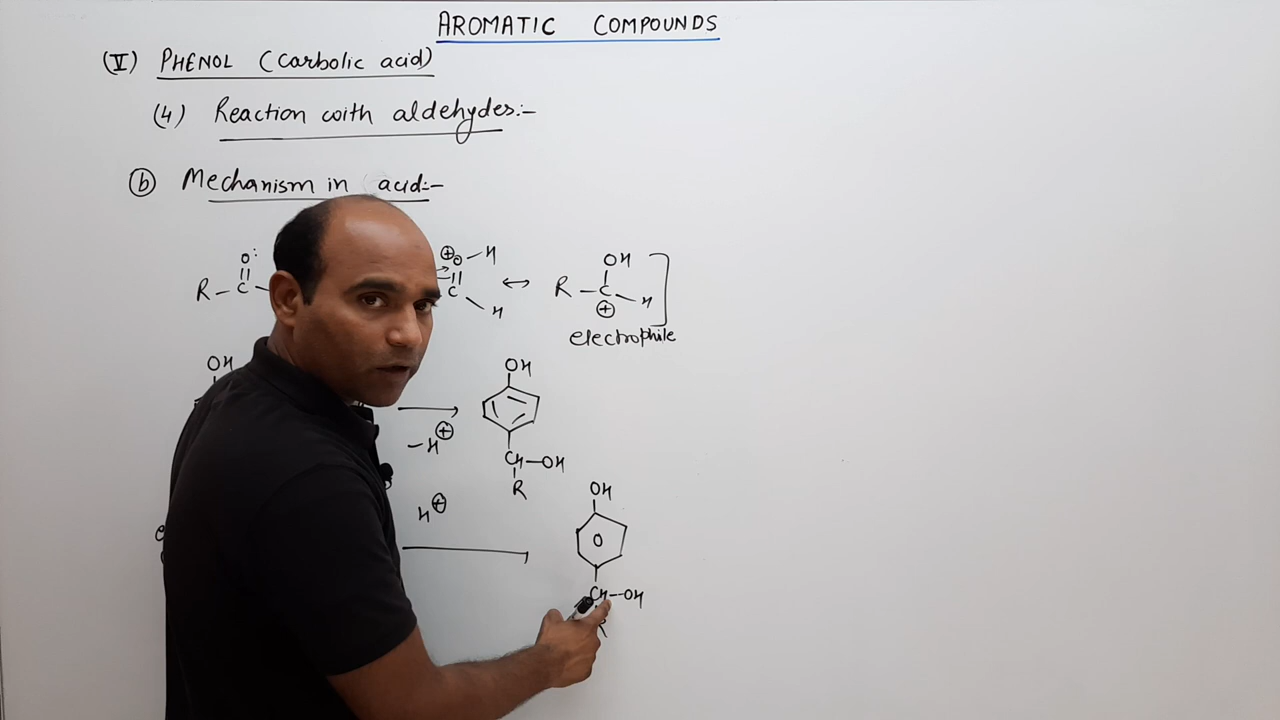 AROMATIC COMPOUNDS
(V) PHENOL (Carbolic acid)
(4) Reaction with aldehydes:-
(b) Mechanism in acid:-
O: ⊕O-H OH
R-C C ↔ R-C-H
H ⊕
electrophile
OH OH
→
-H⊕
CH-OH
R
H⊕ OH
→
CH-OH
R